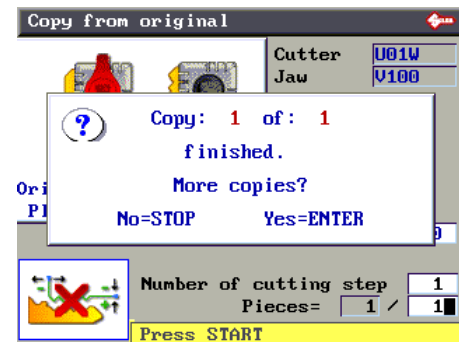 Copy from original
Cutter U01W
Jaw V100
?
Copy: 1 of: 1
finished.
More copies?
No=STOP Yes=ENTER
Number of cutting step 1
Pieces= 1 / 1
Press START